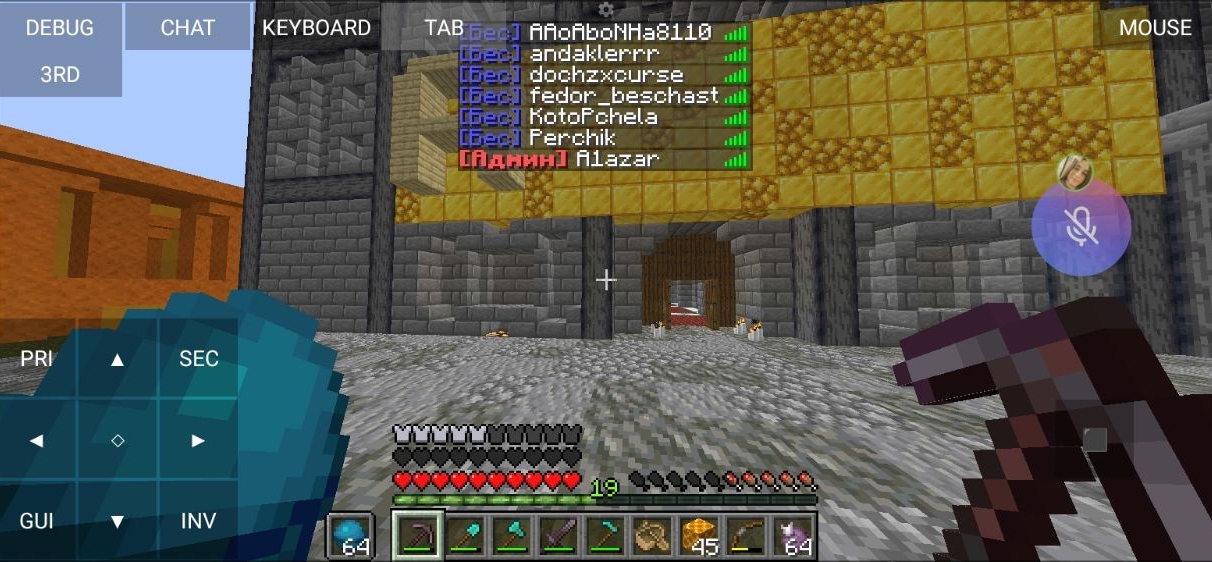 DEBUG CHAT KEYBOARD TAB MOUSE
3RD
[Бес] AAoAboNHa8110
[Бес] andaklerrr
[Бес] dochzxcurse
[Бес] fedor_beschast
[Бес] KotoPchela
[Бес] Perchik
[Админ] Alazar
PRI ▲ SEC
◀ ◇ ▶
GUI ▼ INV
19
64 45 64